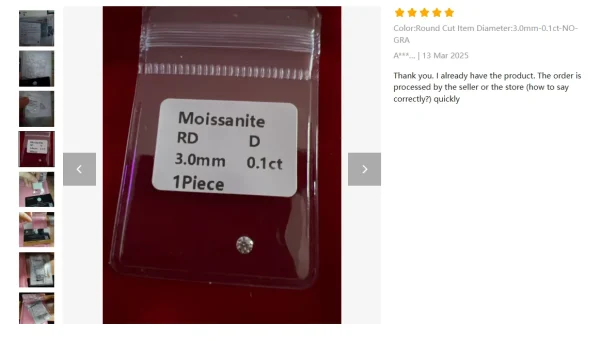 Moissanite
RD D
3.0mm 0.1ct
1Piece
Color:Round Cut Item Diameter:3.0mm-0.1ct-NO-
GRA
A***... | 13 Mar 2025
Thank you. I already have the product. The order is
processed by the seller or the store (how to say
correctly?) quickly